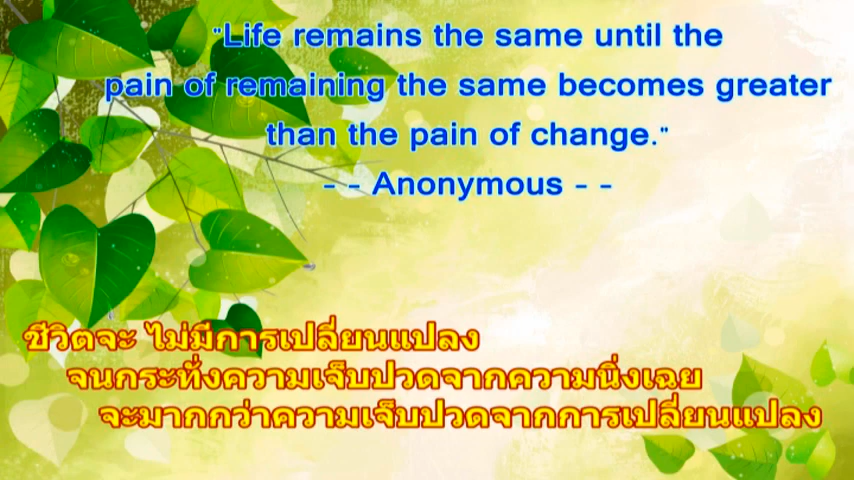 "Life remains the same until the
pain of remaining the same becomes greater
than the pain of change."
- - Anonymous - -
ชีวิตจะ ไม่มีการเปลี่ยนแปลง
จนกระทั่งความเจ็บปวดจากความนิ่งเฉย
จะมากกว่าความเจ็บปวดจากการเปลี่ยนแปลง